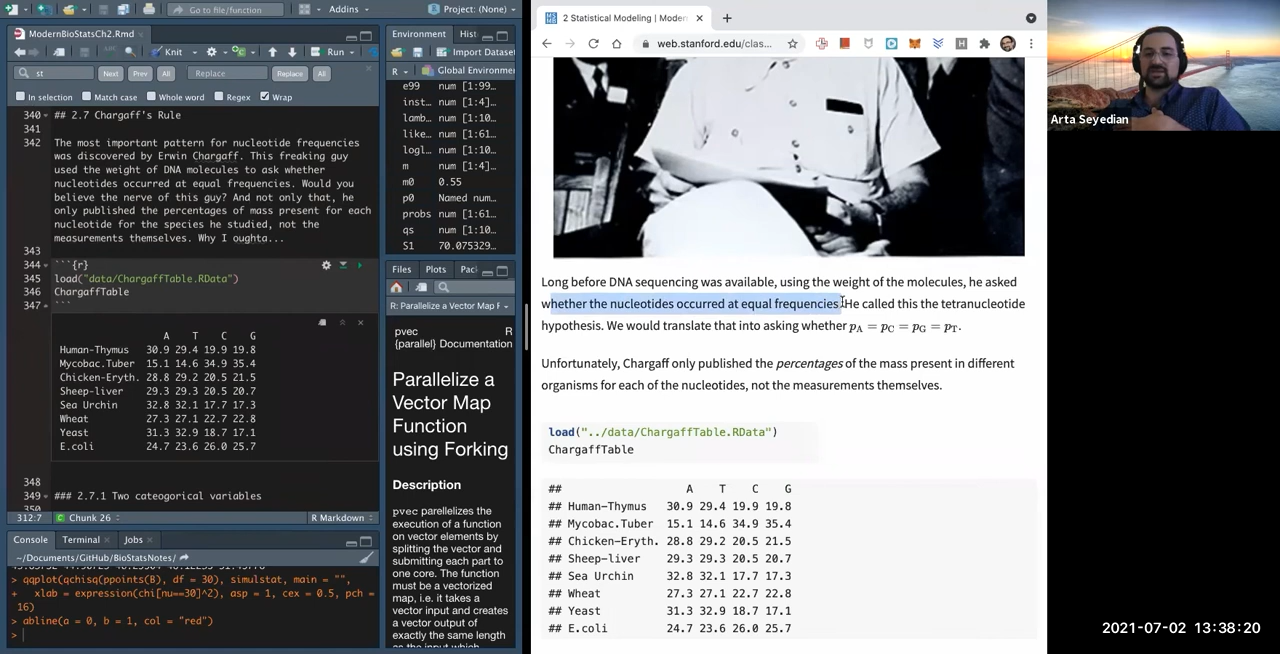 Go to file/function
Addins
Project: (None)
ModernBioStatsCh2.Rmd
Knit
Run
st
Next
Prev
All
Replace
Replace
All
In selection
Match case
Whole word
Regex
Wrap
340 ## 2.7 Chargaff's Rule
341
342 The most important pattern for nucleotide frequencies
was discovered by Erwin Chargaff. This freaking guy
used the weight of DNA molecules to ask whether
nucleotides occurred at equal frequencies. Would you
believe the nerve of this guy? And not only that, he
only published the percentages of mass present for each
nucleotide for the species he studied, not the
measurements themselves. Why I oughta...
343
344 ```{r}
345 load("data/ChargaffTable.RData")
346 ChargaffTable
347 ```
A T C G
Human-Thymus 30.9 29.4 19.9 19.8
Mycobac.Tuber 15.1 14.6 34.9 35.4
Chicken-Eryth. 28.8 29.2 20.5 21.5
Sheep-liver 29.3 29.3 20.5 20.7
Sea Urchin 32.8 32.1 17.7 17.3
Wheat 27.3 27.1 22.7 22.8
Yeast 31.3 32.9 18.7 17.1
E.coli 24.7 23.6 26.0 25.7
348
349 ### 2.7.1 Two cateogorical variables
350
312:7
Chunk 26
R Markdown
Console
Terminal
Jobs
~/Documents/GitHub/BioStatsNotes/
> qqplot(qchisq(ppoints(B), df = 30), simulstat, main = "",
+ xlab = expression(chi[nu==30]^2), asp = 1, cex = 0.5, pch =
16)
> abline(a = 0, b = 1, col = "red")
>
Environment
Hist
Import Dataset
R
Global Environme
e99 num [1:99…
inst… num [1:4]…
lamb… num [1:10…
like… num [1:61…
logl… num [1:10…
m num [1:4]…
m0 0.55
p0 Named num…
probs num [1:61…
qs num [1:10…
S1 70.075329…
Files
Plots
Pac
R: Parallelize a Vector Map F
pvec R
{parallel} Documentation
Parallelize a
Vector Map
Function
using Forking
Description
pvec parellelizes the
execution of a function
on vector elements by
splitting the vector and
submitting each part to
one core. The function
must be a vectorized
map, i.e. it takes a
vector input and creates
a vector output of
exactly the same length
as the input which
2 Statistical Modeling | Moder
web.stanford.edu/clas…
Long before DNA sequencing was available, using the weight of the molecules, he asked
whether the nucleotides occurred at equal frequencies. He called this the tetranucleotide
hypothesis. We would translate that into asking whether pA = pC = pG = pT.
Unfortunately, Chargaff only published the percentages of the mass present in different
organisms for each of the nucleotides, not the measurements themselves.
load("../data/ChargaffTable.RData")
ChargaffTable
## A T C G
## Human-Thymus 30.9 29.4 19.9 19.8
## Mycobac.Tuber 15.1 14.6 34.9 35.4
## Chicken-Eryth. 28.8 29.2 20.5 21.5
## Sheep-liver 29.3 29.3 20.5 20.7
## Sea Urchin 32.8 32.1 17.7 17.3
## Wheat 27.3 27.1 22.7 22.8
## Yeast 31.3 32.9 18.7 17.1
## E.coli 24.7 23.6 26.0 25.7
Arta Seyedian
2021-07-02 13:38:20